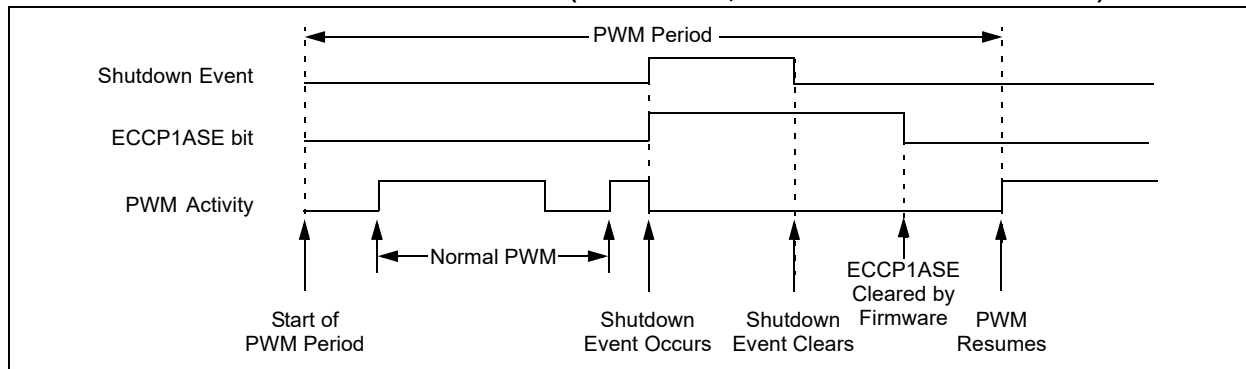 PWM Period
Shutdown Event
ECCP1ASE bit
PWM Activity
Normal PWM
Start of
PWM Period
Shutdown
Event Occurs
Shutdown
Event Clears
ECCP1ASE
Cleared by
Firmware
PWM
Resumes